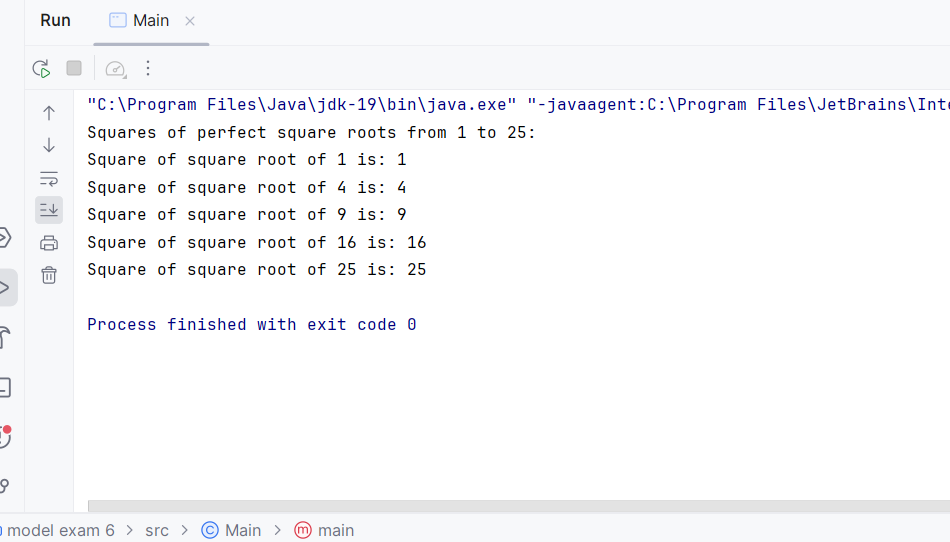 Run Main
"C:\Program Files\Java\jdk-19\bin\java.exe" "-javaagent:C:\Program Files\JetBrains\Inte
Squares of perfect square roots from 1 to 25:
Square of square root of 1 is: 1
Square of square root of 4 is: 4
Square of square root of 9 is: 9
Square of square root of 16 is: 16
Square of square root of 25 is: 25
Process finished with exit code 0
model exam 6 > src > C Main > m main